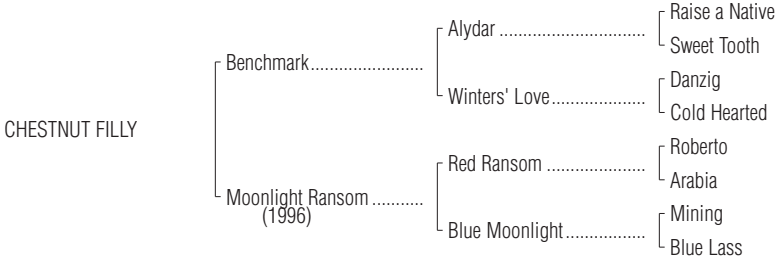 Raise a Native
Alydar ..............................
Sweet Tooth
Benchmark.......................
Danzig
Winters' Love...................
Cold Hearted
CHESTNUT FILLY
Roberto
Red Ransom ....................
Arabia
Moonlight Ransom ...........
(1996)
Mining
Blue Moonlight................
Blue Lass